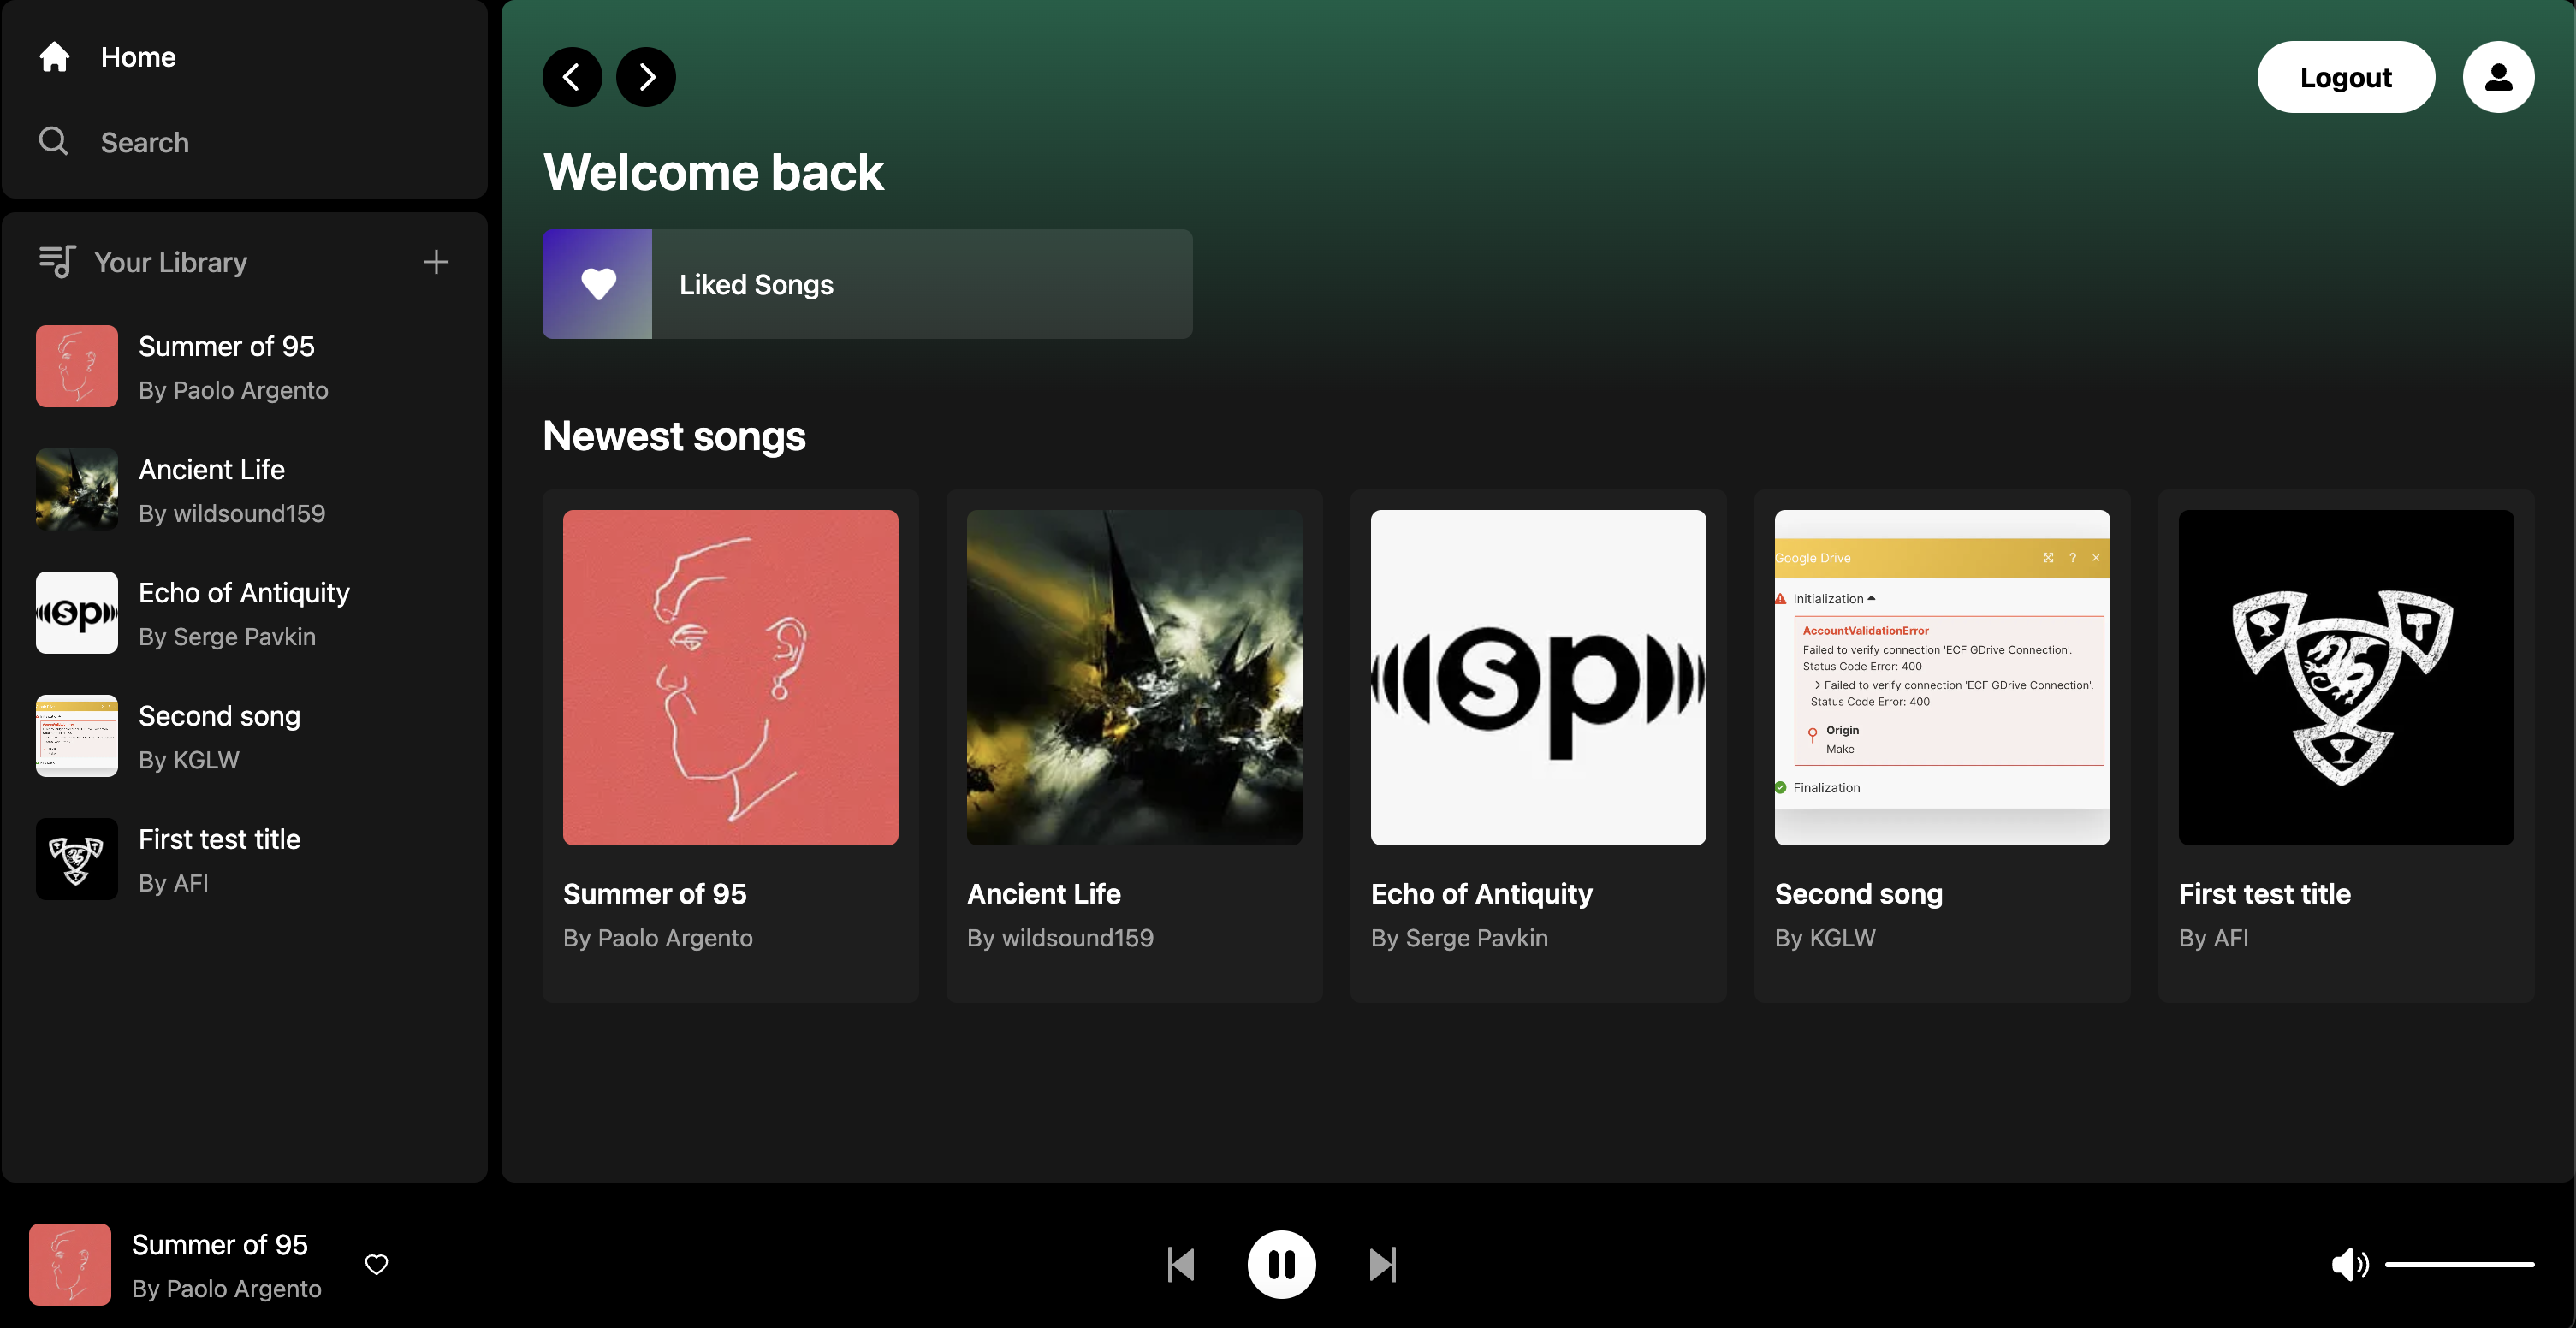 Home
Search
Your Library
Summer of 95
By Paolo Argento
Ancient Life
By wildsound159
Echo of Antiquity
By Serge Pavkin
Second song
By KGLW
First test title
By AFI
Logout
Welcome back
Liked Songs
Newest songs
Summer of 95
By Paolo Argento
Ancient Life
By wildsound159
sp
Echo of Antiquity
By Serge Pavkin
Google Drive
?
Initialization
AccountValidationError
Failed to verify connection 'ECF GDrive Connection'.
Status Code Error: 400
Failed to verify connection 'ECF GDrive Connection'.
Status Code Error: 400
Origin
Make
Finalization
Second song
By KGLW
First test title
By AFI
Summer of 95
By Paolo Argento